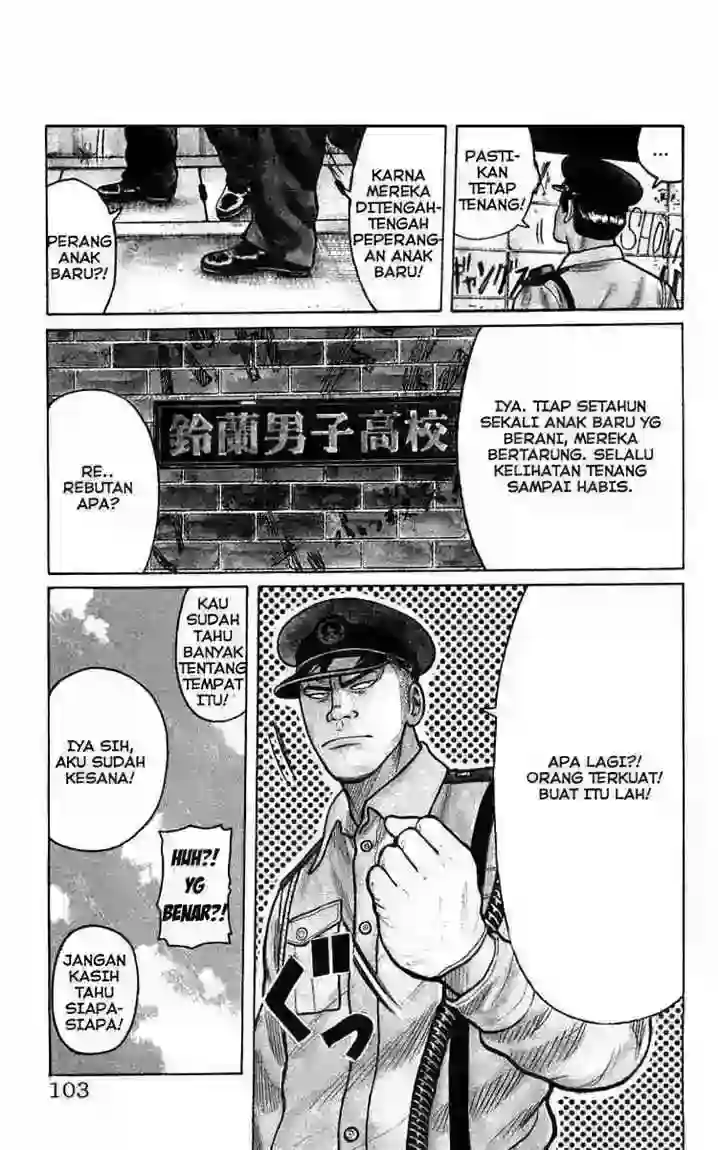 ...
PASTI-
KAN
TETAP
TENANG!
KARNA
MEREKA
DITENGAH-
TENGAH
PEPERANG-
AN ANAK
BARU!
PERANG
ANAK
BARU?!
IYA. TIAP SETAHUN
SEKALI ANAK BARU YG
BERANI, MEREKA
BERTARUNG. SELALU
KELIHATAN TENANG
SAMPAI HABIS.
鈴蘭男子高校
RE..
REBUTAN
APA?
APA LAGI?!
ORANG TERKUAT!
BUAT ITU LAH!
グッ
KAU
SUDAH
TAHU
BANYAK
TENTANG
TEMPAT
ITU!
IYA SIH,
AKU SUDAH
KESANA!
HUH?!
YG
BENAR?!
JANGAN
KASIH
TAHU
SIAPA-
SIAPA!
103